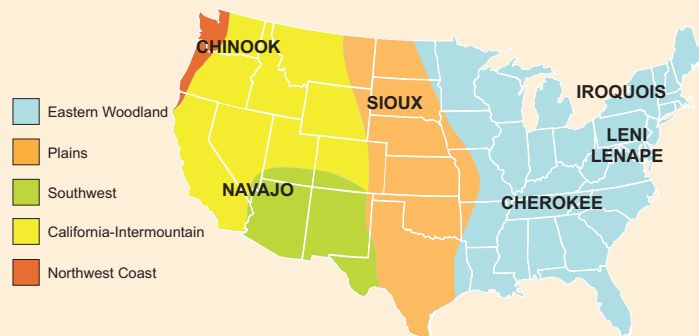 CHINOOK
SIOUX
IROQUOIS
LENI
LENAPE
NAVAJO
CHEROKEE
Eastern Woodland
Plains
Southwest
California-Intermountain
Northwest Coast